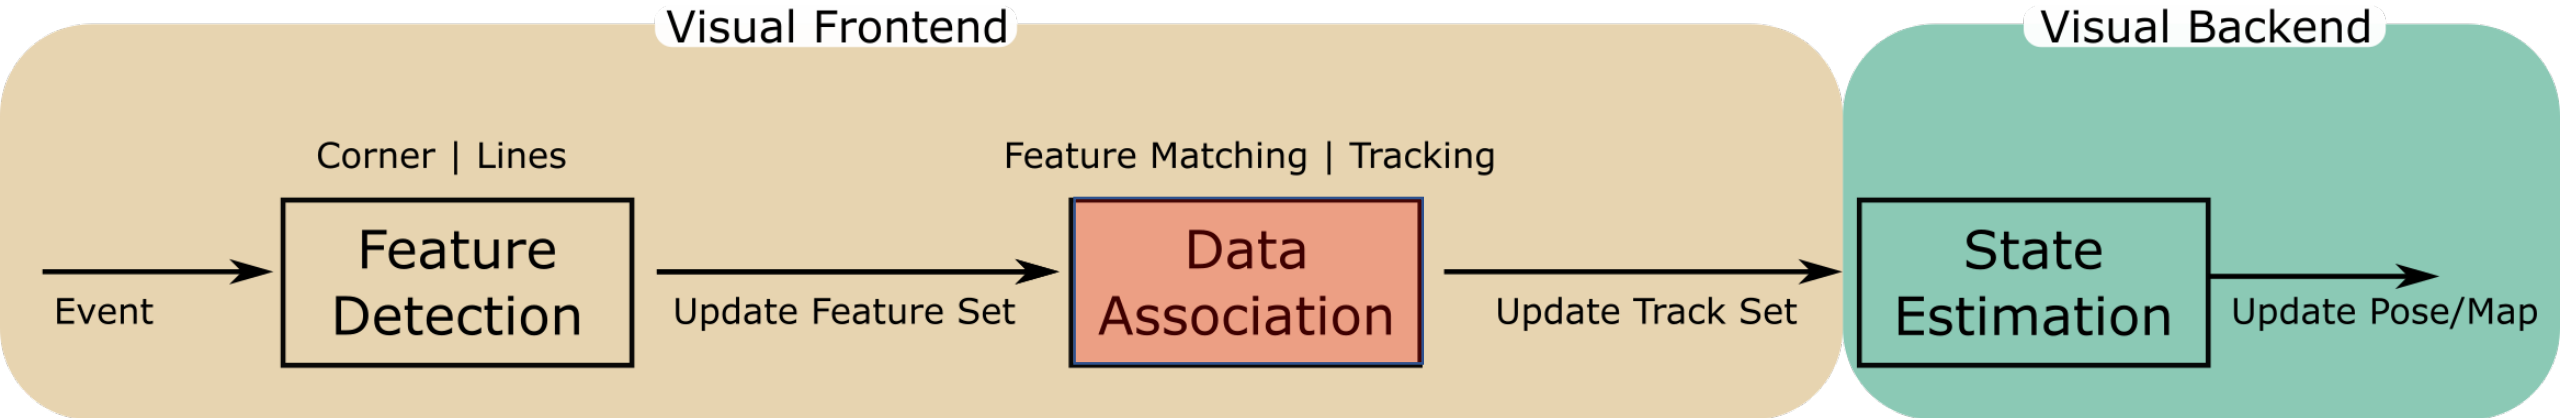 Visual Frontend
Visual Backend
Corner | Lines
Feature Matching | Tracking
Feature
Detection
Data
Association
State
Estimation
Event
Update Feature Set
Update Track Set
Update Pose/Map